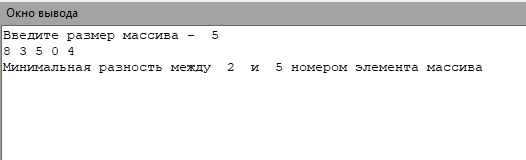 Окно вывода
Введите размер массива –  5
8 3 5 0 4
Минимальная разность между  2  и  5 номером элемента массива